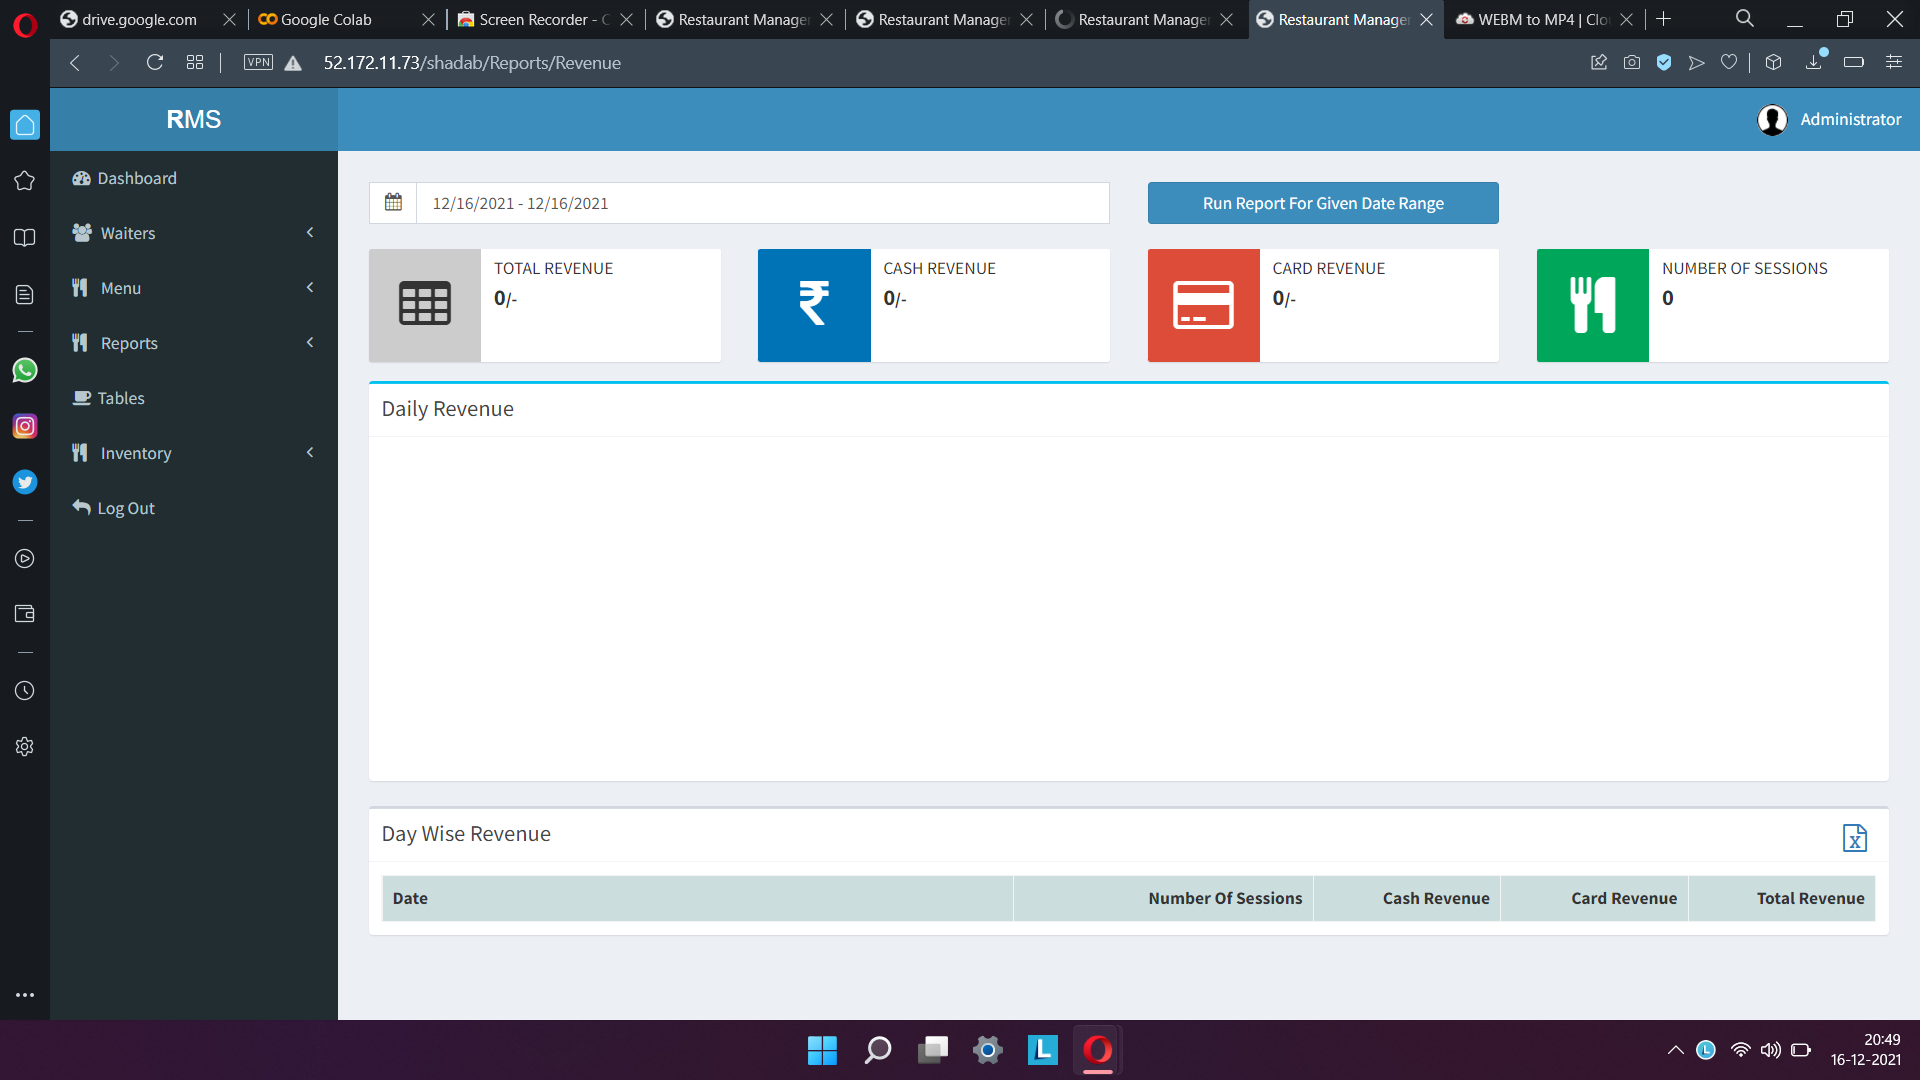 drive.google.com
Google Colab
Screen Recorder - C
Restaurant Manager
Restaurant Manager
Restaurant Manager
Restaurant Manager
WEBM to MP4 | Clo
VPN
52.172.11.73/shadab/Reports/Revenue
RMS
Administrator
Dashboard
Waiters
Menu
Reports
Tables
Inventory
Log Out
12/16/2021 - 12/16/2021
Run Report For Given Date Range
TOTAL REVENUE
0/-
CASH REVENUE
0/-
CARD REVENUE
0/-
NUMBER OF SESSIONS
0
Daily Revenue
Day Wise Revenue
Date Number Of Sessions Cash Revenue Card Revenue Total Revenue
20:49
16-12-2021